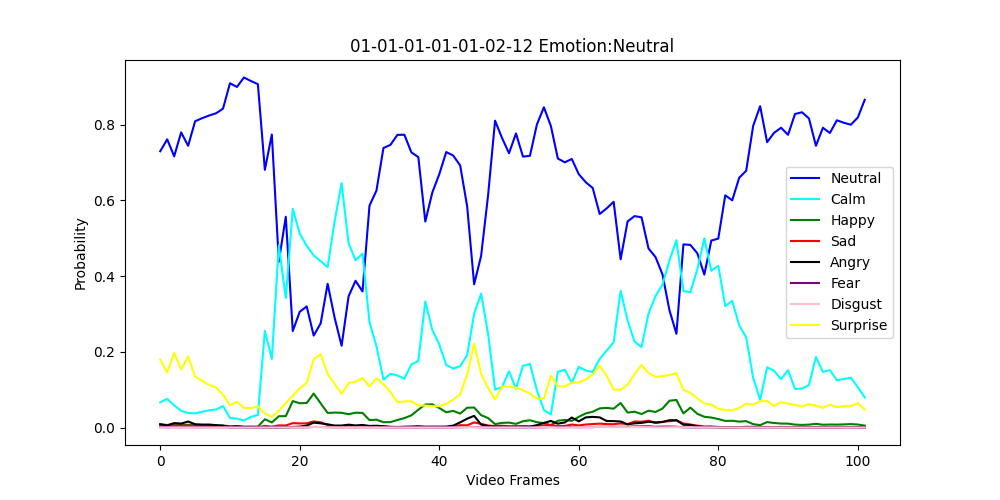 01-01-01-01-01-02-12 Emotion:Neutral
Probability
0.8
0.6
0.4
0.2
0.0
Neutral
Calm
Happy
Sad
Angry
Fear
Disgust
Surprise
0 20 40 60 80 100
Video Frames